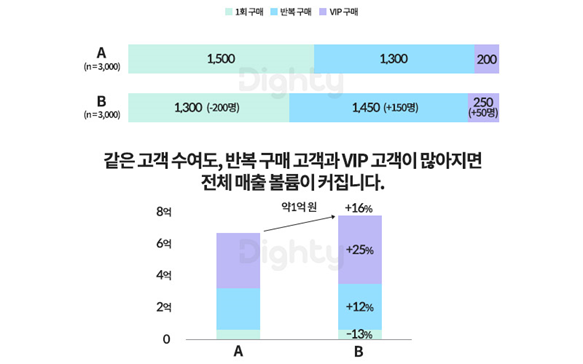 1회 구매 반복 구매 VIP 구매
A
(n=3,000)
1,500 1,300 200
B
(n=3,000)
1,300 (-200명) 1,450 (+150명) 250
(+50명)
Dighty
같은 고객 수여도, 반복 구매 고객과 VIP 고객이 많아지면
전체 매출 볼륨이 커집니다.
8억
6억
4억
2억
0
약1억 원
+16%
+25%
+12%
-13%
Dighty
A B